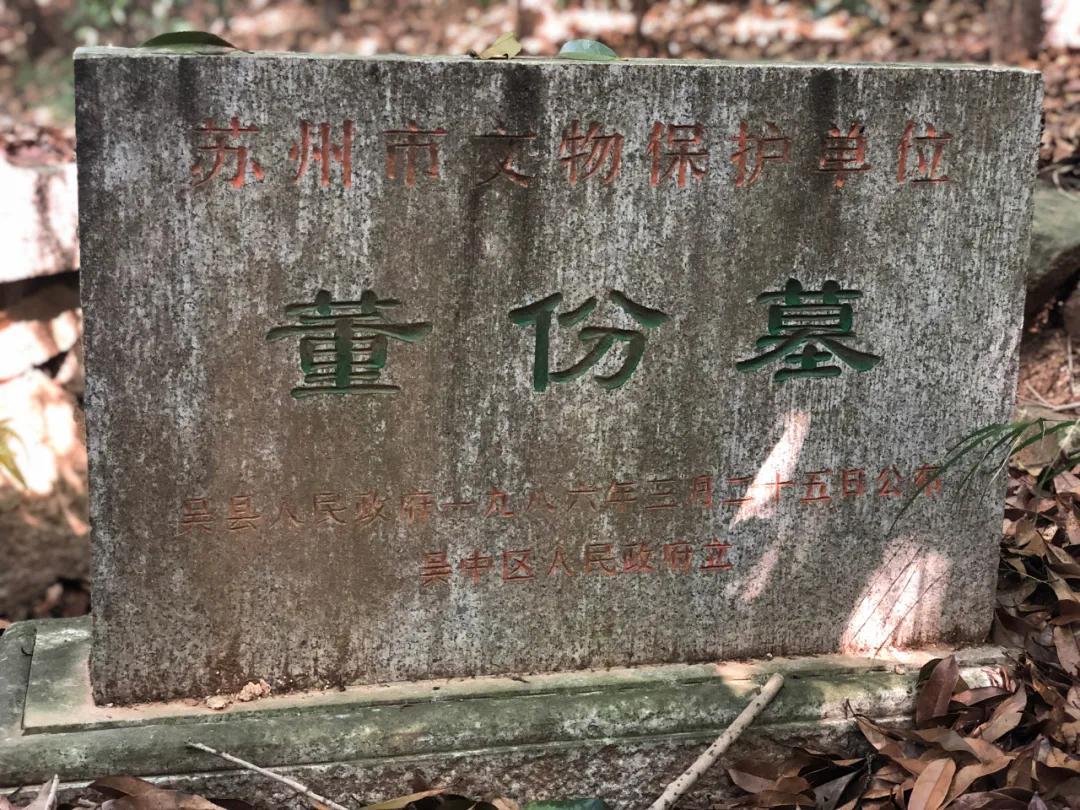 苏州市文物保护单位
董份墓
吴县人民政府一九八六年三月二十五日公布
吴中区人民政府立